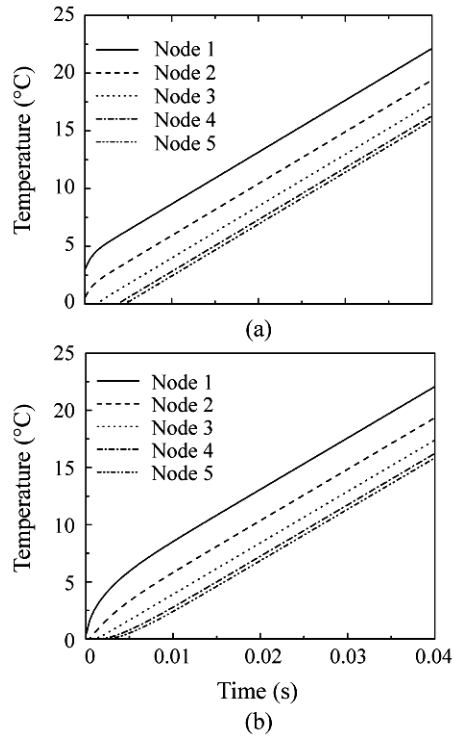 25
20
15
10
5
0
Temperature (°C)
Node 1
Node 2
Node 3
Node 4
Node 5
(a)
25
20
15
10
5
0
Temperature (°C)
Node 1
Node 2
Node 3
Node 4
Node 5
0 0.01 0.02 0.03 0.04
Time (s)
(b)